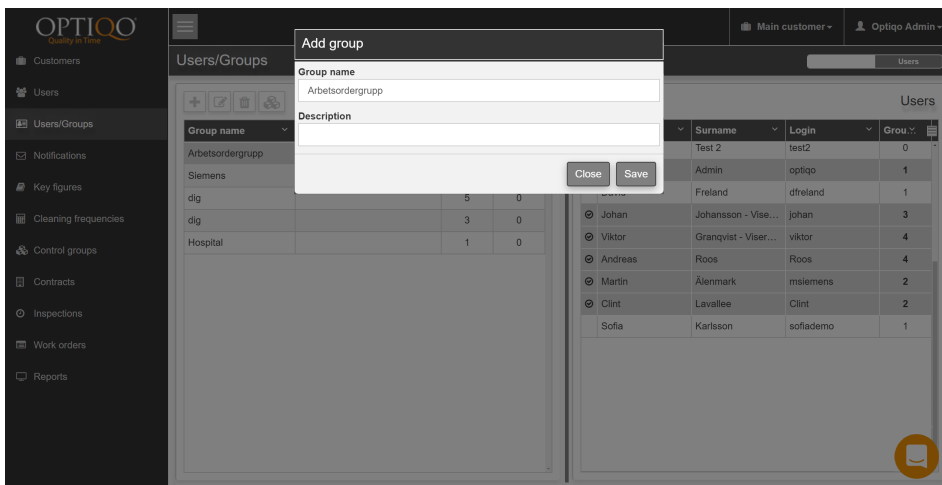 OPTIQO
Quality in Time
Main customer
Optiqo Admin
Customers
Users
Users/Groups
Notifications
Key figures
Cleaning frequencies
Control groups
Contracts
Inspections
Work orders
Reports
Users/Groups
Users
Add group
Group name
Arbetsordergrupp
Description
Close
Save
Group name
Arbetsordergrupp
Siemens
dig 5 0
dig 3 0
Hospital 1 0
Users
Surname Login Grou...
Test 2 test2 0
Admin optiqo 1
Freland dfreland 1
Johan Johansson - Vise... johan 3
Viktor Granqvist - Viser... viktor 4
Andreas Roos Roos 4
Martin Älenmark msiemens 2
Clint Lavallee Clint 2
Sofia Karlsson sofiademo 1